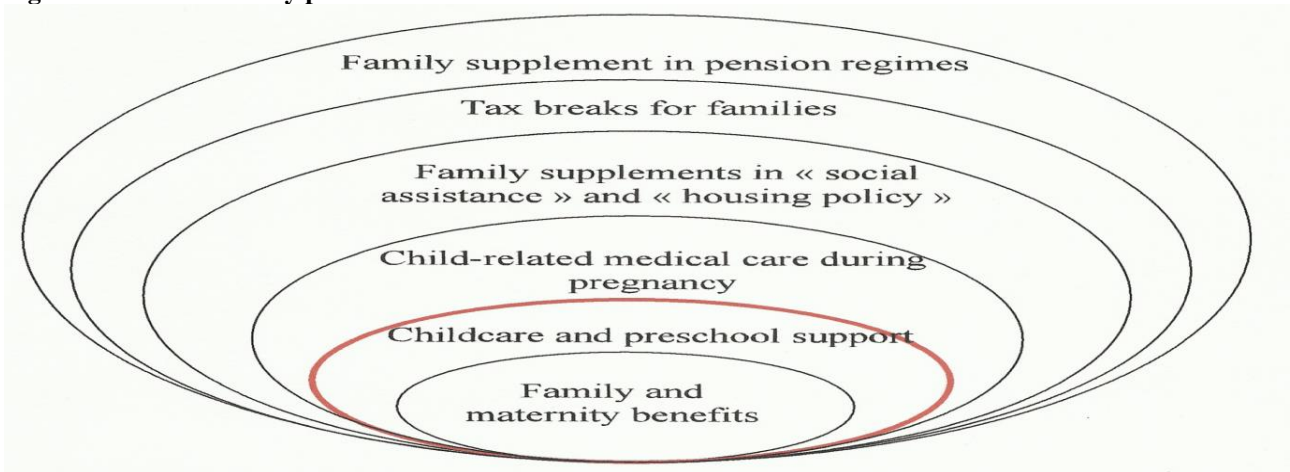 Family supplement in pension regimes
Tax breaks for families
Family supplements in « social
assistance » and « housing policy »
Child-related medical care during
pregnancy
Childcare and preschool support
Family and
maternity benefits